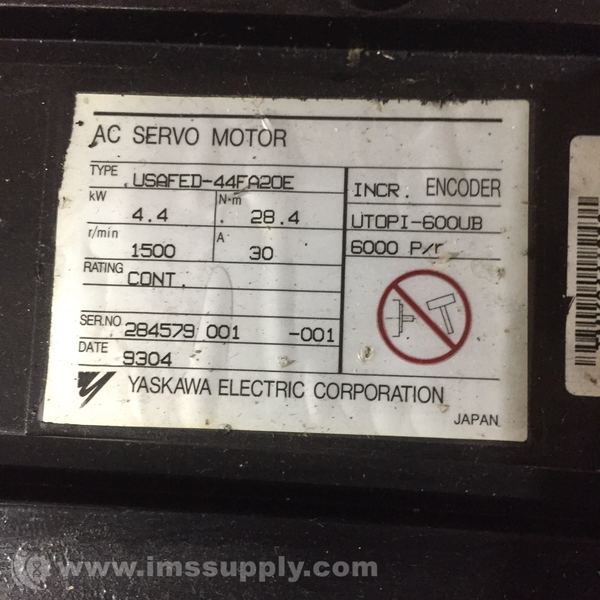 AC SERVO MOTOR
TYPE USAFED-44FA20E
kW 4.4 N·m 28.4
r/min 1500 A 30
RATING CONT.
SER.NO 284579 001 -001
DATE 9304
INCR. ENCODER
UTOPI-600UB
6000 P/r
YASKAWA ELECTRIC CORPORATION
JAPAN
www.imssupply.com